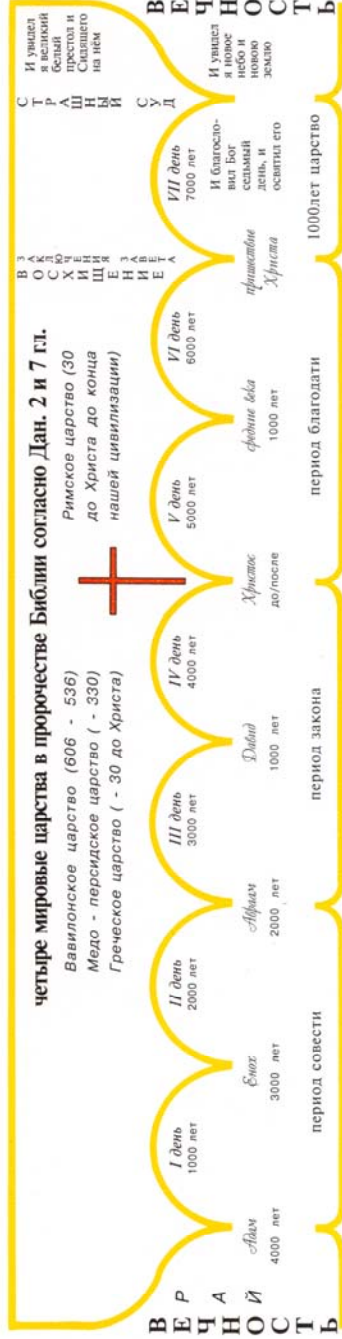 четыре мировые царства в пророчестве Библии согласно Дан. 2 и 7 гл.
Вавилонское царство (606 - 536)
Медо - персидское царство ( - 330)
Греческое царство ( - 30 до Христа)
Римское царство (30
до Христа до конца
нашей цивилизации)
ВОСХИЩЕНИЕ
ЗАКЛЮЧЕНИЯ ЗАВЕТА
СТРАШНЫЙ СУД
И увидел
я великий
белый
престол и
Сидящего
на нём
ВЕЧНОСТЬ
РАЙ
I день
1000 лет
II день
2000 лет
III день
3000 лет
IV день
4000 лет
V день
5000 лет
VI день
6000 лет
VII день
7000 лет
И благосло-
вил Бог
седьмый
день, и
освятил его
И увидел
я новое
небо и
новую
землю
ВЕЧНОСТЬ
Адам
4000 лет
Енох
3000 лет
Авраам
2000 лет
Давид
1000 лет
Христос
до/после
средние века
1000 лет
пришествие
Христа
период совести
период закона
период благодати
1000лет царство